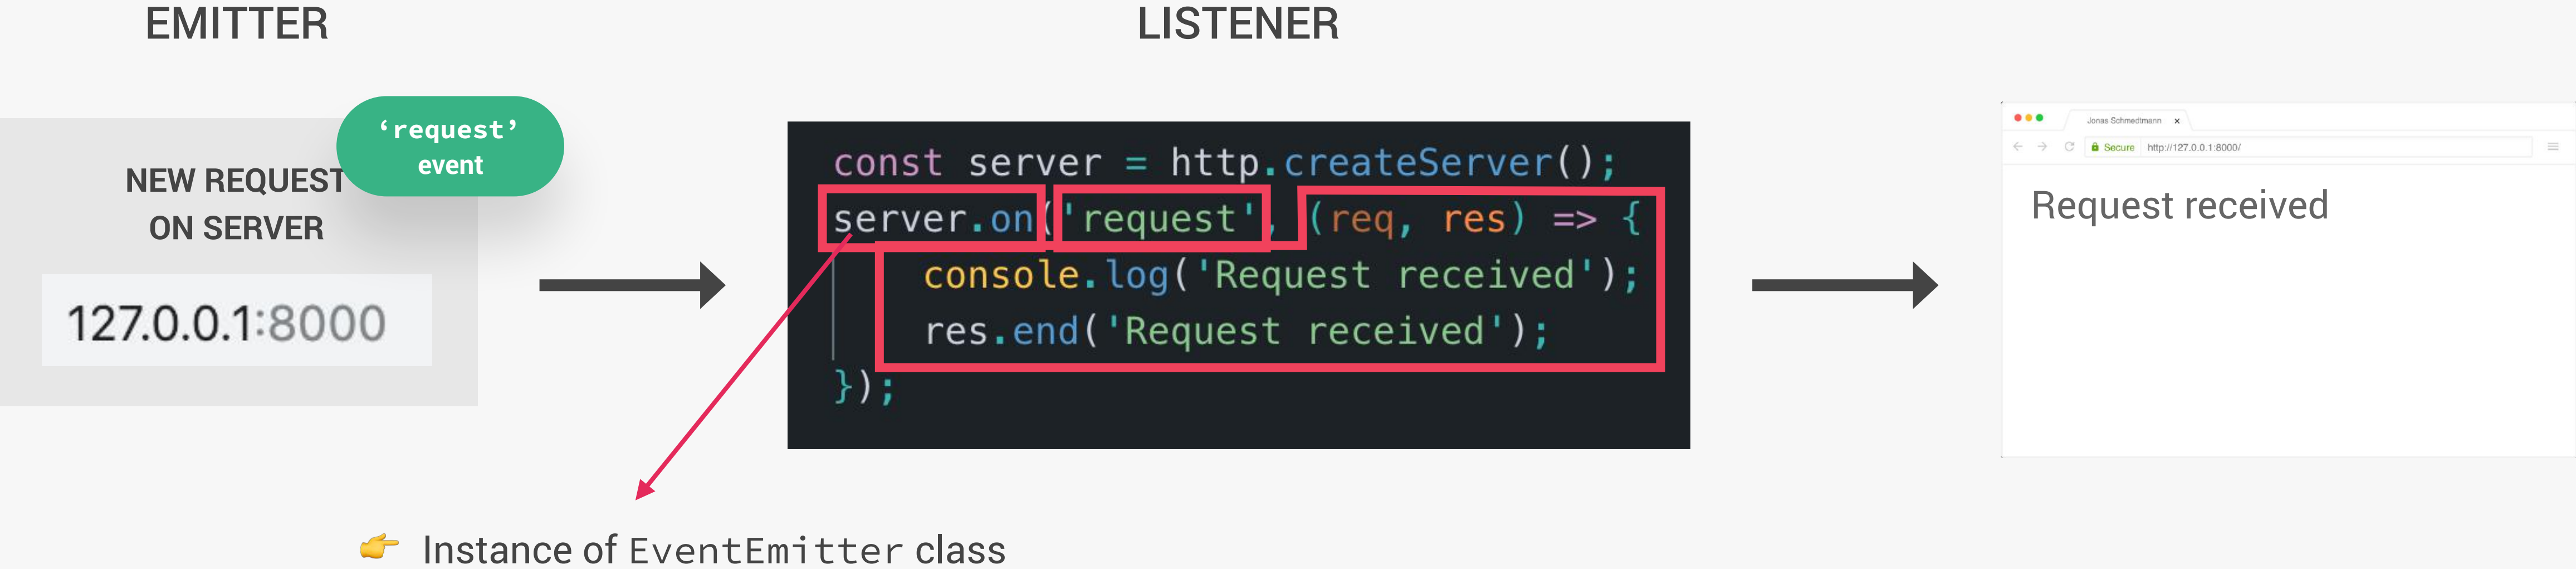 EMITTER
LISTENER
‘request’
event
NEW REQUEST
ON SERVER
127.0.0.1:8000
const server = http.createServer();
server.on('request', (req, res) => {
console.log('Request received');
res.end('Request received');
});
Jonas Schmedtmann x
Secure http://127.0.0.1:8000/
Request received
👉 Instance of EventEmitter class